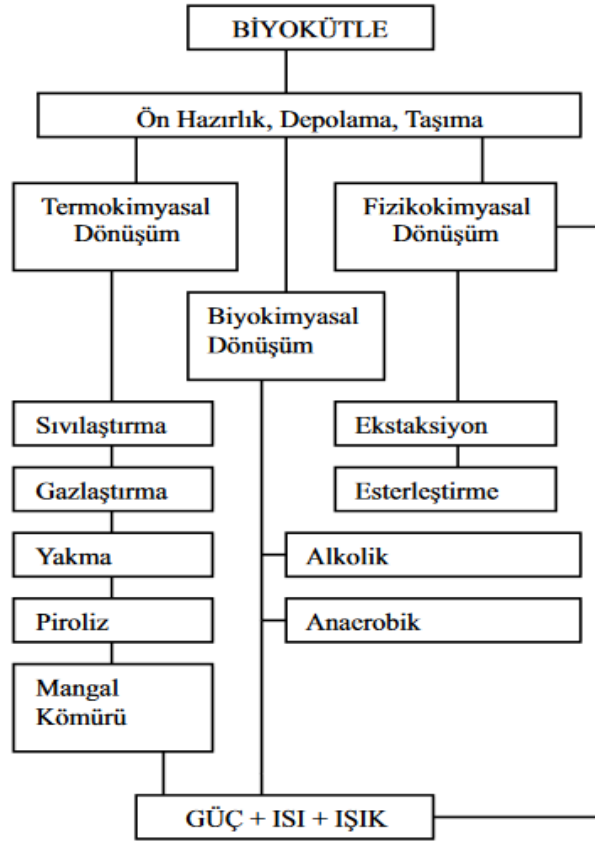 BİYOKÜTLE
Ön Hazırlık, Depolama, Taşıma
Termokimyasal
Dönüşüm
Fizikokimyasal
Dönüşüm
Biyokimyasal
Dönüşüm
Sıvılaştırma
Ekstaksiyon
Gazlaştırma
Esterleştirme
Yakma
Alkolik
Piroliz
Anaerobik
Mangal
Kömürü
GÜÇ + ISI + IŞIK